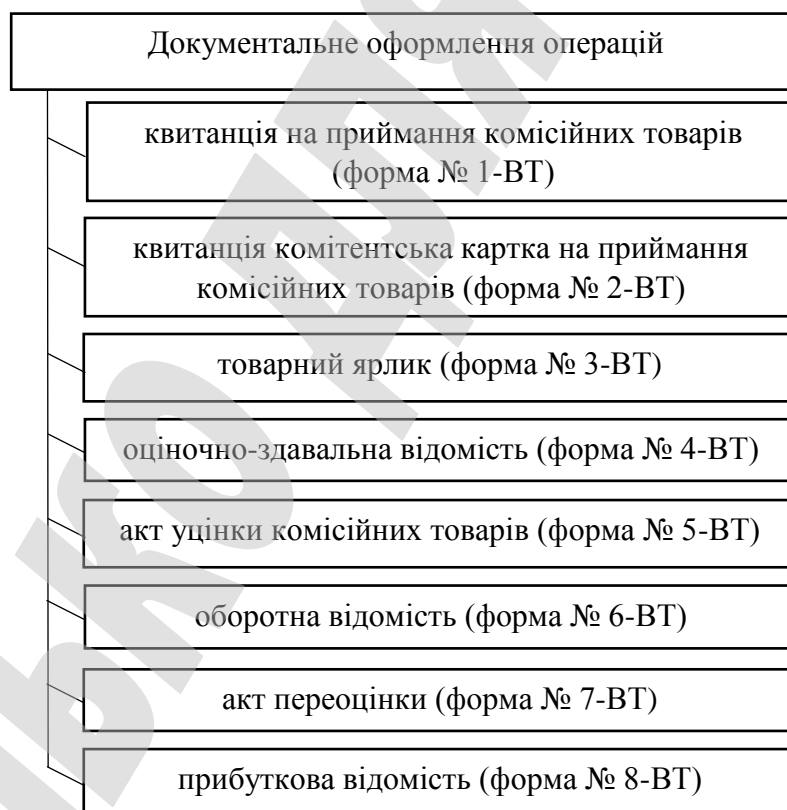 Документальне оформлення операцій
квитанція на приймання комісійних товарів
(форма № 1-ВТ)
квитанція комітентська картка на приймання
комісійних товарів (форма № 2-ВТ)
товарний ярлик (форма № 3-ВТ)
оціночно-здавальна відомість (форма № 4-ВТ)
акт уцінки комісійних товарів (форма № 5-ВТ)
оборотна відомість (форма № 6-ВТ)
акт переоцінки (форма № 7-ВТ)
прибуткова відомість (форма № 8-ВТ)